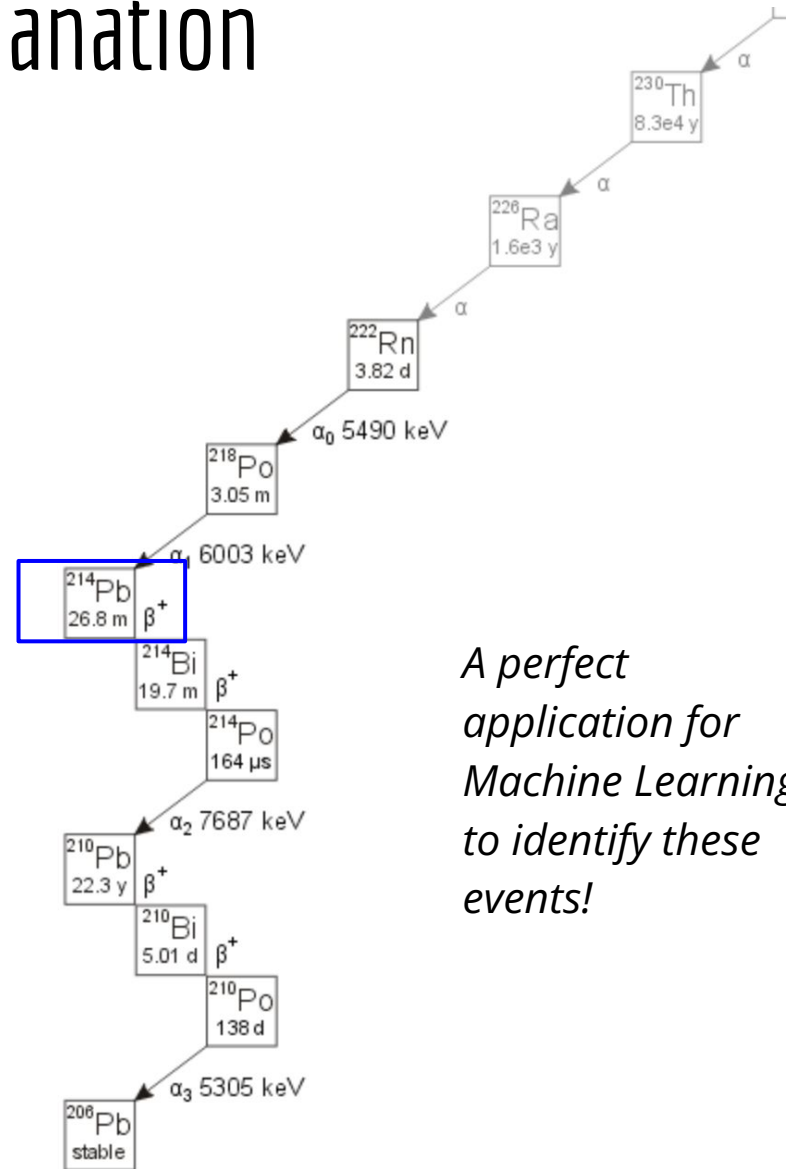 anation
α
²³⁰Th
8.3e4 y
α
²²⁶Ra
1.6e3 y
α
²²²Rn
3.82 d
α₀ 5490 keV
²¹⁸Po
3.05 m
α₁ 6003 keV
²¹⁴Pb
26.8 m β⁺
²¹⁴Bi
19.7 m β⁺
²¹⁴Po
164 µs
α₂ 7687 keV
²¹⁰Pb
22.3 y β⁺
²¹⁰Bi
5.01 d β⁺
²¹⁰Po
138 d
α₃ 5305 keV
²⁰⁶Pb
stable
A perfect
application for
Machine Learning
to identify these
events!